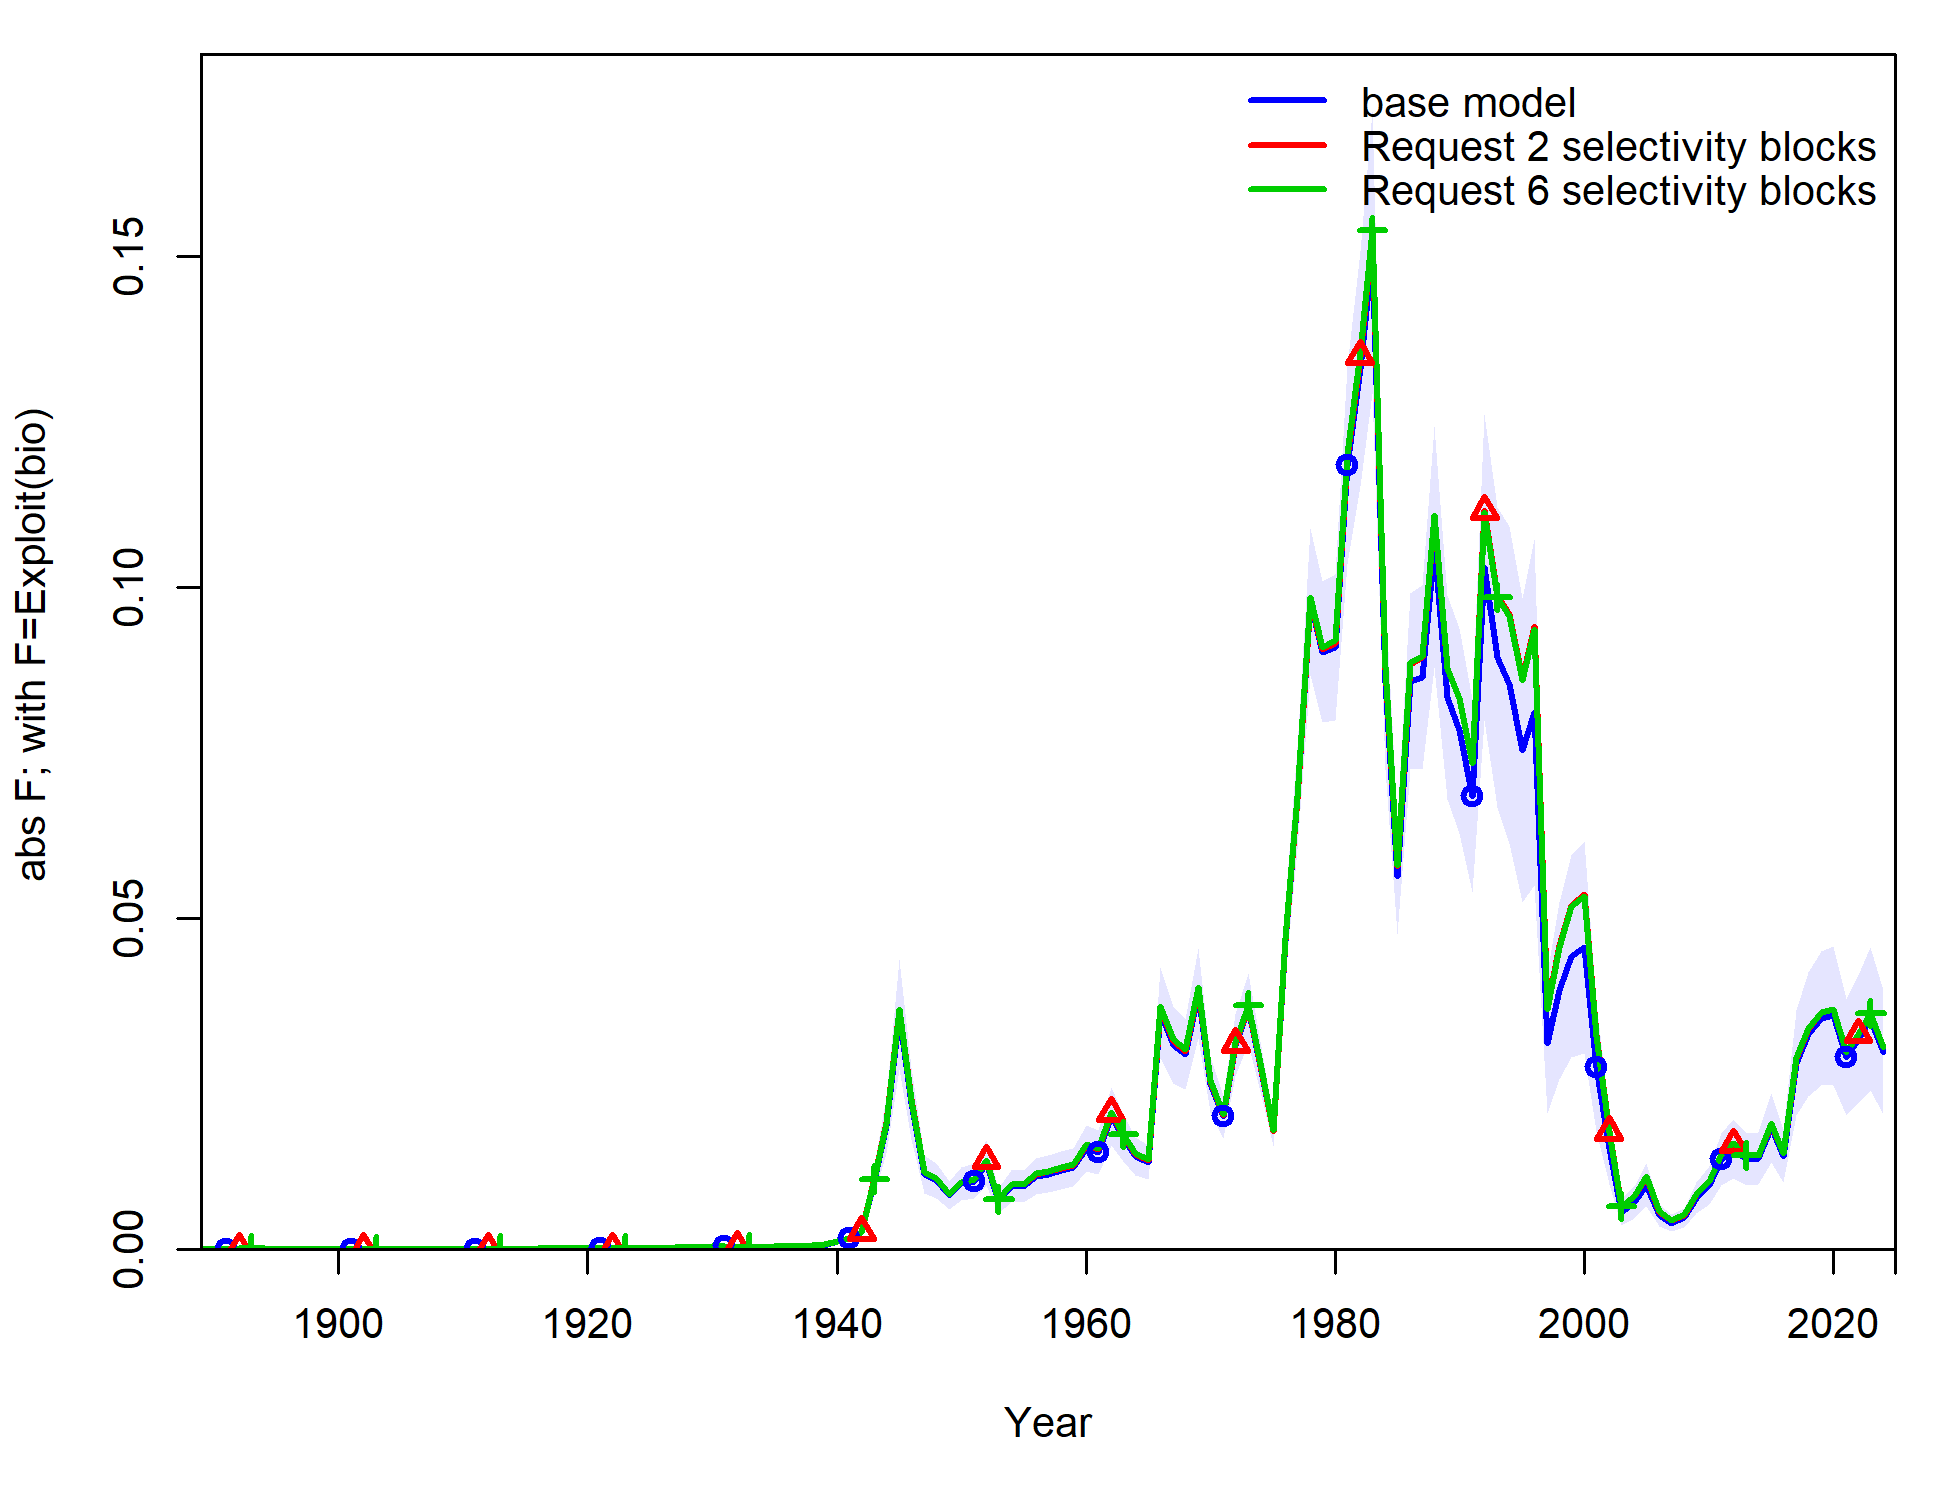 base model
Request 2 selectivity blocks
Request 6 selectivity blocks
abs F; with F=Exploit(bio)
0.15
0.10
0.05
0.00
1900 1920 1940 1960 1980 2000 2020
Year